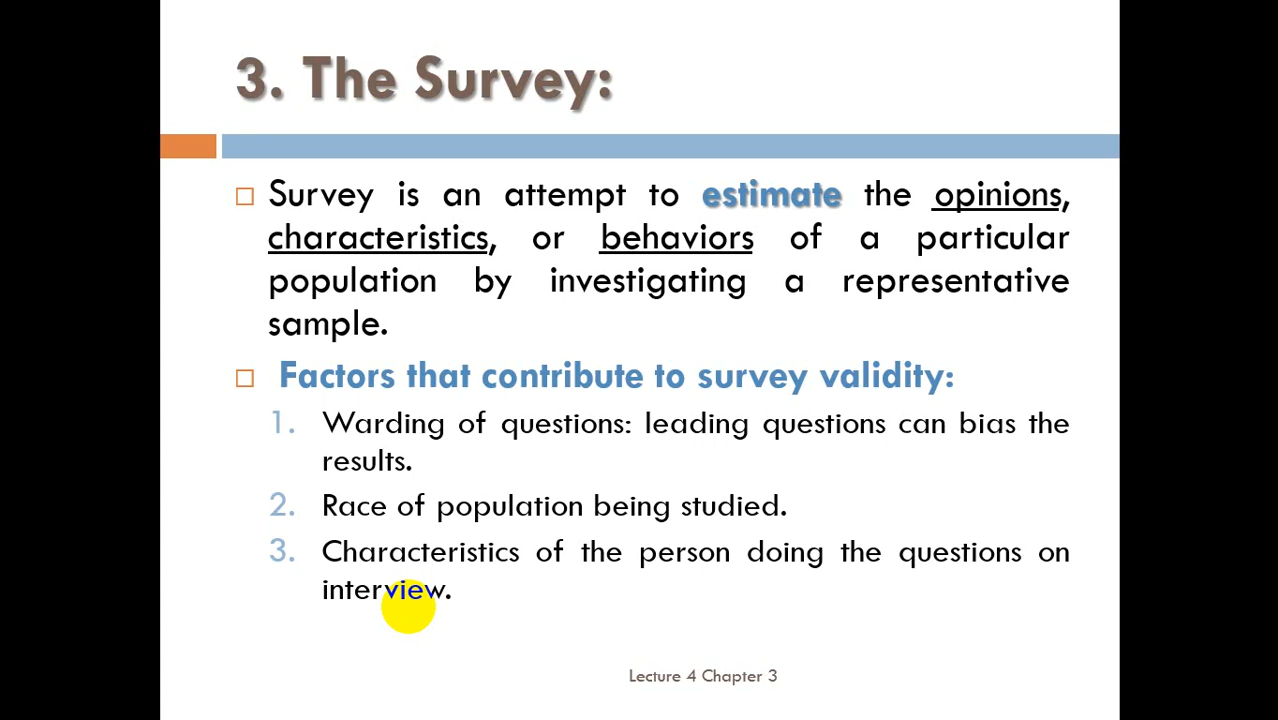 3. The Survey:
Survey is an attempt to estimate the opinions,
characteristics, or behaviors of a particular
population by investigating a representative
sample.
Factors that contribute to survey validity:
1. Warding of questions: leading questions can bias the
results.
2. Race of population being studied.
3. Characteristics of the person doing the questions on
interview.
Lecture 4 Chapter 3